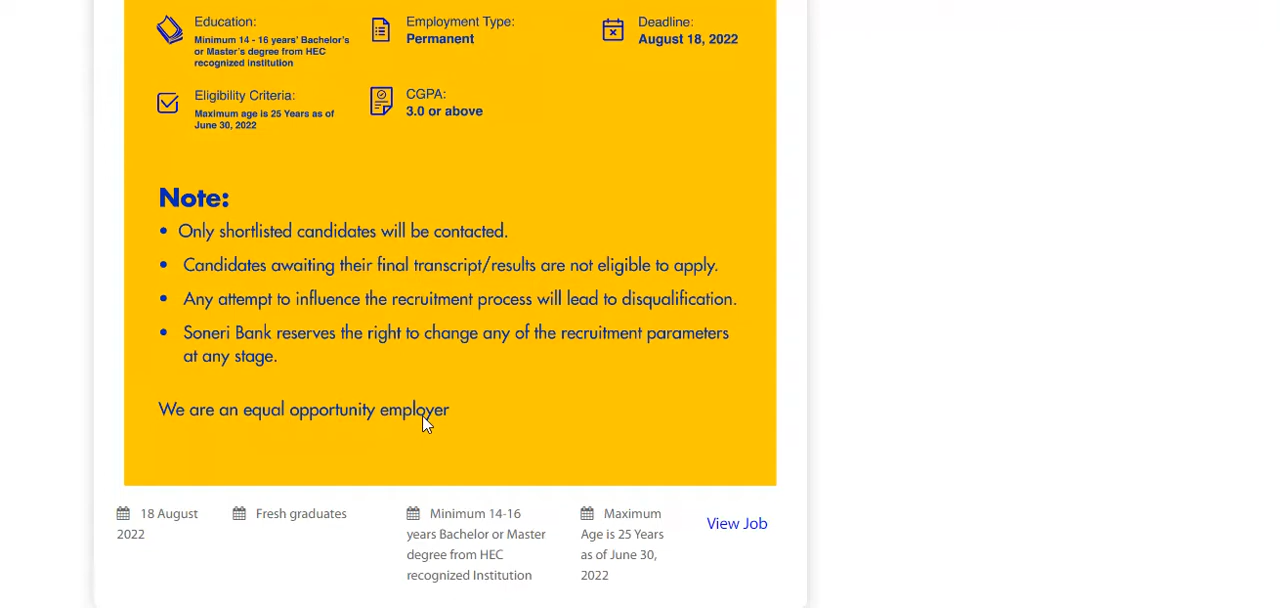 Education:
Minimum 14 - 16 years' Bachelor's
or Master's degree from HEC
recognized institution
Employment Type:
Permanent
Deadline:
August 18, 2022
Eligibility Criteria:
Maximum age is 25 Years as of
June 30, 2022
CGPA:
3.0 or above
Note:
• Only shortlisted candidates will be contacted.
• Candidates awaiting their final transcript/results are not eligible to apply.
• Any attempt to influence the recruitment process will lead to disqualification.
• Soneri Bank reserves the right to change any of the recruitment parameters
at any stage.
We are an equal opportunity employer
18 August
2022
Fresh graduates
Minimum 14-16
years Bachelor or Master
degree from HEC
recognized Institution
Maximum
Age is 25 Years
as of June 30,
2022
View Job